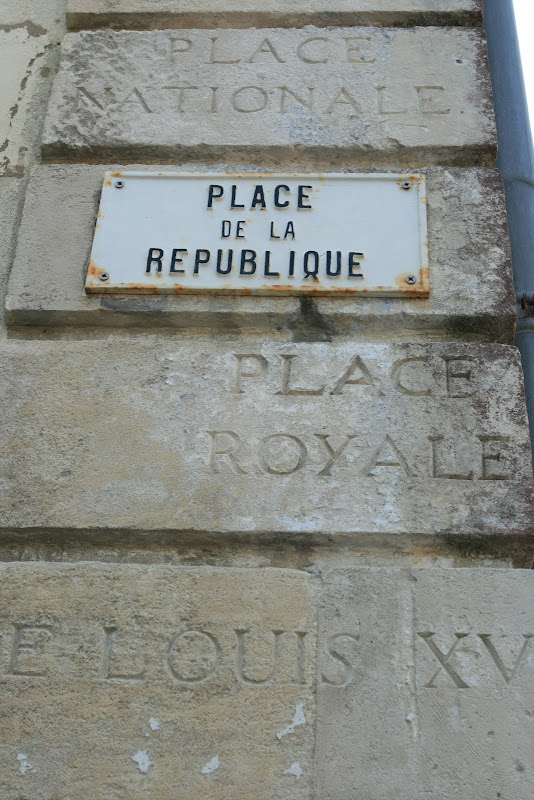 PLACE
NATIONALE
PLACE
DE LA
REPUBLIQUE
PLACE
ROYALE
E LOUIS XV